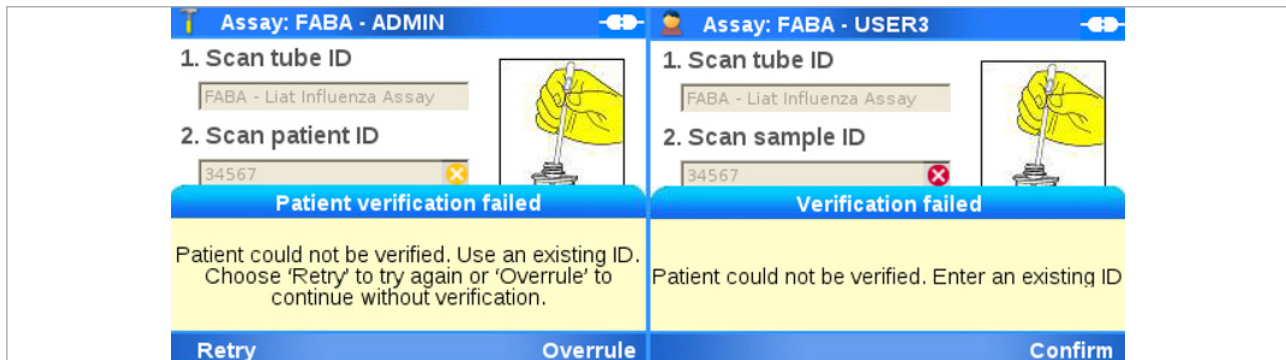 Assay: FABA - ADMIN
1. Scan tube ID
FABA - Liat Influenza Assay
2. Scan patient ID
34567
Patient verification failed
Patient could not be verified. Use an existing ID.
Choose ‘Retry’ to try again or ‘Overrule’ to
continue without verification.
Retry Overrule
Assay: FABA - USER3
1. Scan tube ID
FABA - Liat Influenza Assay
2. Scan sample ID
34567
Verification failed
Patient could not be verified. Enter an existing ID
Confirm